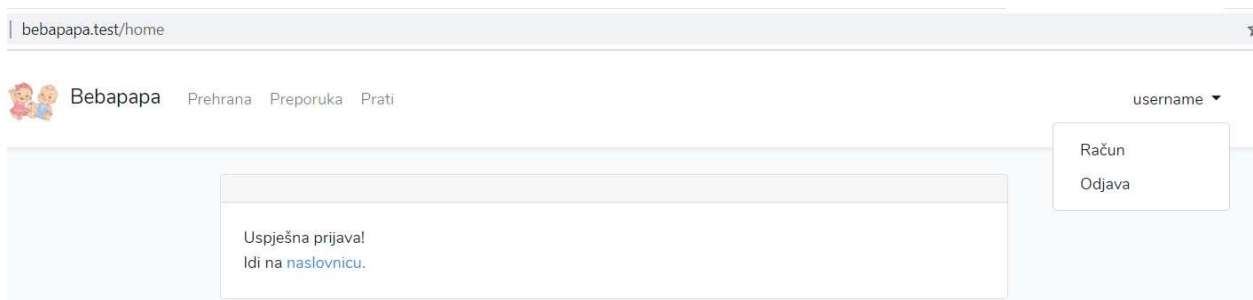 bebapapa.test/home
Bebapapa Prehrana Preporuka Prati username
Račun
Odjava
Uspješna prijava!
Idi na naslovnicu.